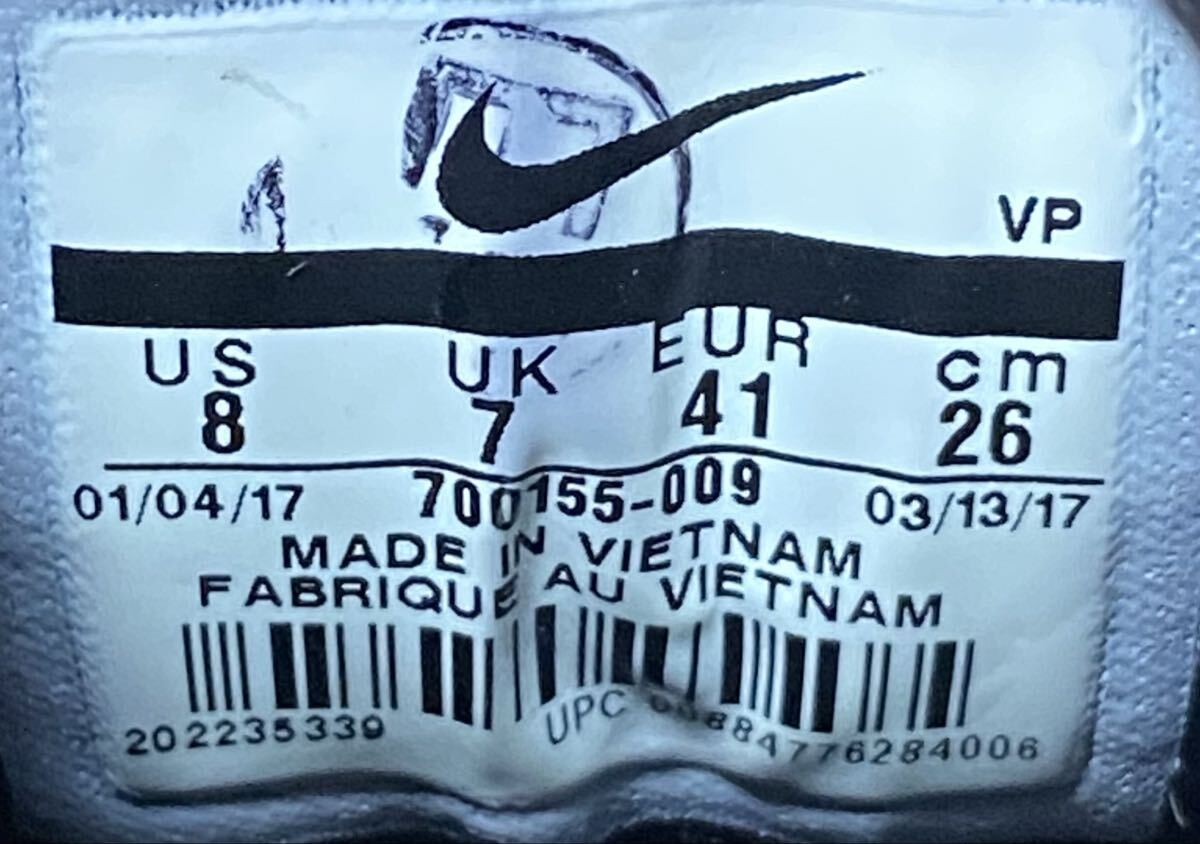 VP
US UK EUR cm
8 7 41 26
01/04/17 700155-009 03/13/17
MADE IN VIETNAM
FABRIQUE AU VIETNAM
202235339 UPC 00884776284006